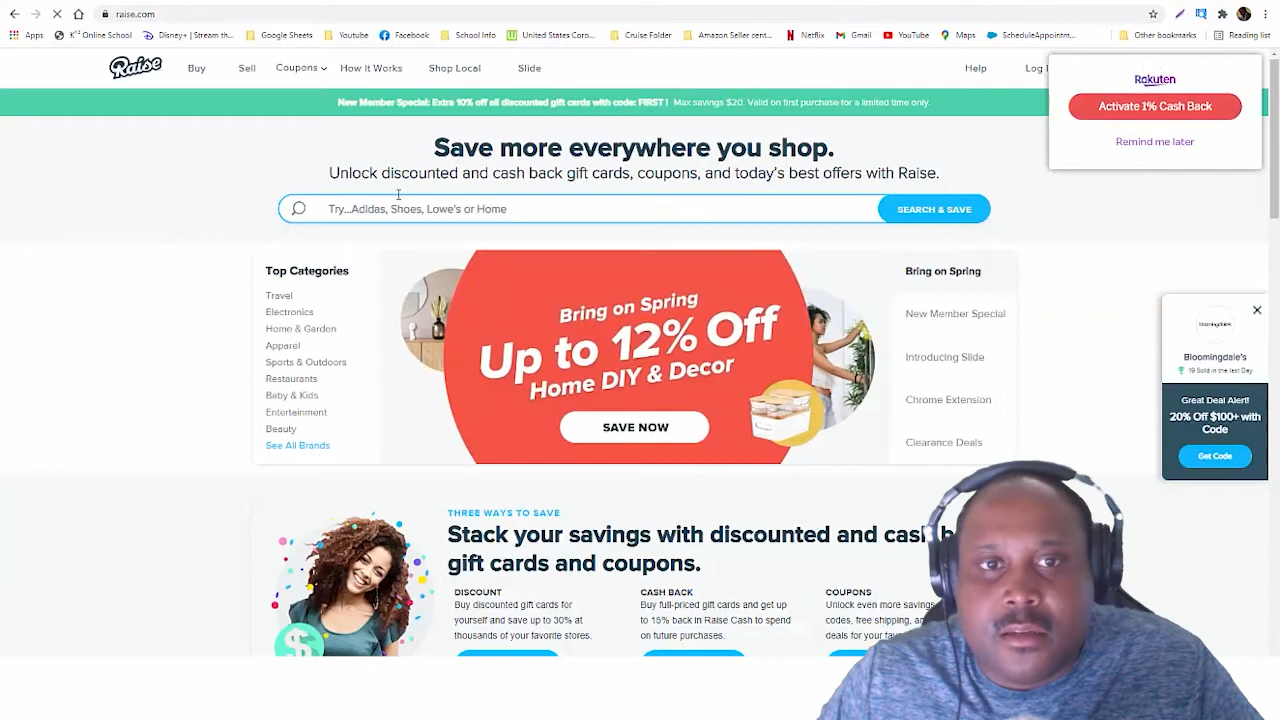 raise.com
Apps
K¹² Online School
Disney+ | Stream th...
Google Sheets
Youtube
Facebook
School Info
United States Coro...
Cruise Folder
Amazon Seller cent...
Netflix
Gmail
YouTube
Maps
ScheduleAppointm...
Other bookmarks
Reading list
Raise
Buy
Sell
Coupons
How It Works
Shop Local
Slide
Help
Log
Rakuten
Activate 1% Cash Back
Remind me later
New Member Special: Extra 10% off all discounted gift cards with code: FIRST | Max savings $20. Valid on first purchase for a limited time only.
Save more everywhere you shop.
Unlock discounted and cash back gift cards, coupons, and today's best offers with Raise.
Try...Adidas, Shoes, Lowe's or Home
SEARCH & SAVE
Top Categories
Travel
Electronics
Home & Garden
Apparel
Sports & Outdoors
Restaurants
Baby & Kids
Entertainment
Beauty
See All Brands
Bring on Spring
Up to 12% Off
Home DIY & Decor
SAVE NOW
Bring on Spring
New Member Special
Introducing Slide
Chrome Extension
Clearance Deals
bloomingdales
Bloomingdale's
19 Sold in the last Day
Great Deal Alert!
20% Off $100+ with
Code
Get Code
THREE WAYS TO SAVE
Stack your savings with discounted and cash b
gift cards and coupons.
DISCOUNT
Buy discounted gift cards for
yourself and save up to 30% at
thousands of your favorite stores.
CASH BACK
Buy full-priced gift cards and get up
to 15% back in Raise Cash to spend
on future purchases.
COUPONS
Unlock even more savings
codes, free shipping,
deals for your